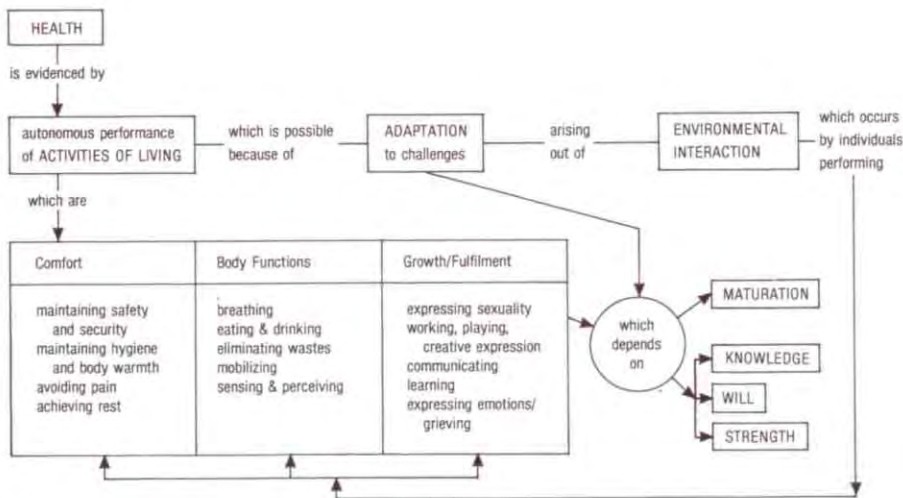 HEALTH
is evidenced by
autonomous performance
of ACTIVITIES OF LIVING
which is possible
because of
ADAPTATION
to challenges
arising
out of
ENVIRONMENTAL
INTERACTION
which occurs
by individuals
performing
which are
Comfort
maintaining safety
and security
maintaining hygiene
and body warmth
avoiding pain
achieving rest
Body Functions
breathing
eating & drinking
eliminating wastes
mobilizing
sensing & perceiving
Growth/Fulfilment
expressing sexuality
working, playing,
creative expression
communicating
learning
expressing emotions/
grieving
which
depends
on
MATURATION
KNOWLEDGE
WILL
STRENGTH